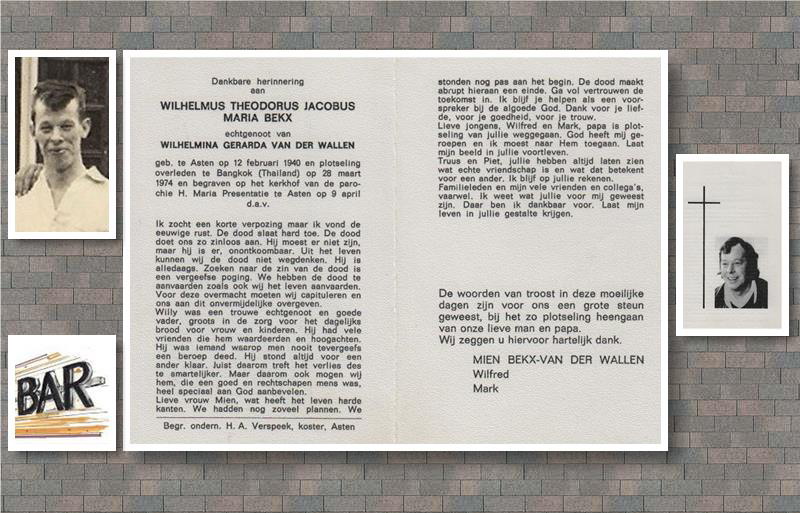 Dankbare herinnering
aan
WILHELMUS THEODORUS JACOBUS
MARIA BEKX
echtgenoot van
WILHELMINA GERARDA VAN DER WALLEN
geb. te Asten op 12 februari 1940 en plotseling
overleden te Bangkok (Thailand) op 28 maart
1974 en begraven op het kerkhof van de paro-
chie H. Maria Presentatie te Asten op 9 april
d.a.v.
Ik zocht een korte verpozing maar ik vond de
eeuwige rust. De dood slaat hard toe. De dood
doet ons zo zinloos aan. Hij moest er niet zijn,
maar hij is er, onontkoombaar. Uit het leven
kunnen wij de dood niet wegdenken. Hij is
alledaags. Zoeken naar de zin van de dood is
een vergeefse poging. We hebben de dood te
aanvaarden zoals ook wij het leven aanvaarden.
Voor deze overmacht moeten wij capituleren en
ons aan dit onvermijdelijke overgeven.
Willy was een trouwe echtgenoot en goede
vader, groots in de zorg voor het dagelijks
brood voor vrouw en kinderen. Hij had vele
vrienden die hem waardeerden en hoogachten.
Hij was iemand waarop men nooit tevergeefs
een beroep deed. Hij stond altijd voor een
ander klaar. Juist daarom treft het verlies des
te smartelijker. Maar daarom ook mogen wij
hem, die een goed en rechtschapen mens was,
heel speciaal aan God aanbevelen.
Lieve vrouw Mien, wat heeft het leven harde
kanten. We hadden nog zoveel plannen. We
Begr. ondern. H. A. Verspeek, koster, Asten
stonden nog pas aan het begin. De dood maakt
abrupt hieraan een einde. Ga vol vertrouwen de
toekomst in. Ik blijf je helpen als een voor-
spreker bij de algoede God. Dank voor je lief-
de, voor je goedheid, voor je trouw.
Lieve jongens, Wilfred en Mark, papa is plot-
seling van jullie weggegaan. God heeft mij ge-
roepen en ik moest naar Hem toegaan. Laat
mijn beeld in jullie voortleven.
Truus en Piet, jullie hebben altijd laten zien
wat echte vriendschap is en wat dat betekent
voor een ander. Ik blijf op jullie rekenen.
Familieleden en mijn vele vrienden en collega's,
vaarwel. Ik weet wat jullie voor mij geweest
zijn. Daar ben ik dankbaar voor. Laat mijn
leven in jullie gestalte krijgen.
De woorden van troost in deze moeilijke
dagen zijn voor ons een grote steun
geweest, bij het zo plotseling heengaan
van onze lieve man en papa.
Wij zeggen u hiervoor hartelijk dank.
MIEN BEKX-VAN DER WALLEN
Wilfred
Mark
BAR